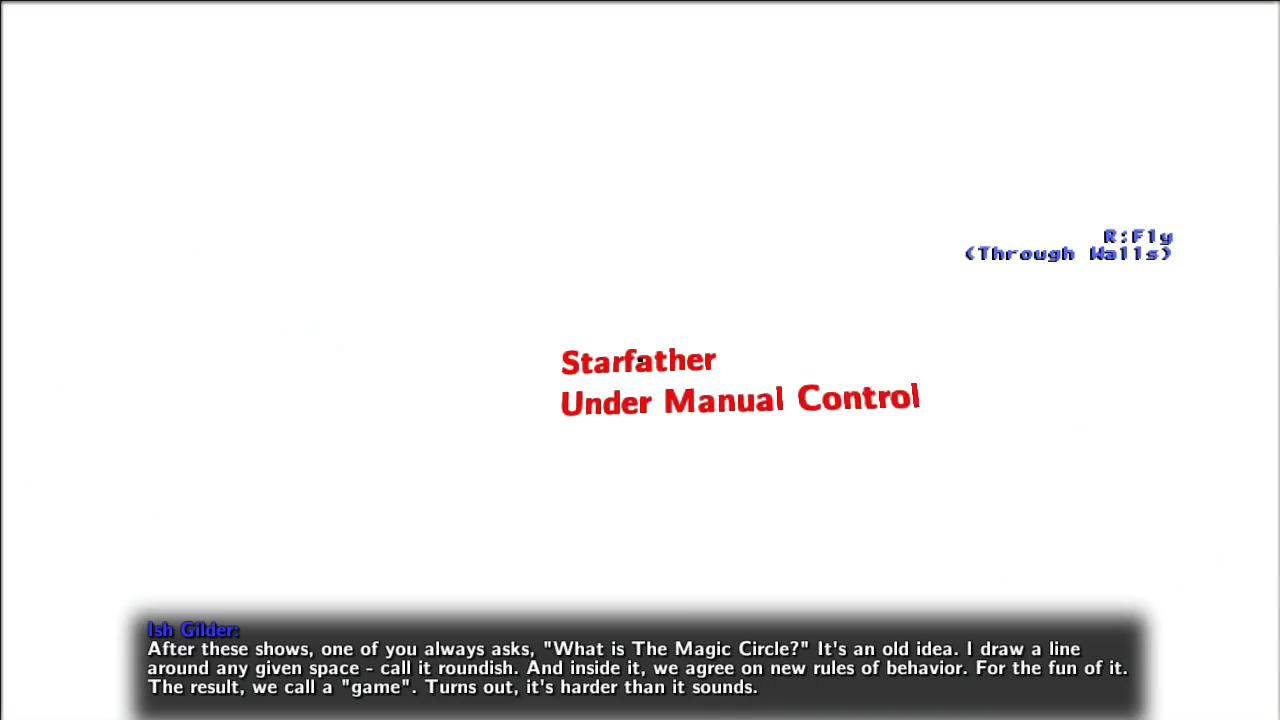 R:Fly
(Through Walls)
Starfather
Under Manual Control
Ish Gilder:
After these shows, one of you always asks, "What is The Magic Circle?" It's an old idea. I draw a line
around any given space - call it roundish. And inside it, we agree on new rules of behavior. For the fun of it.
The result, we call a "game". Turns out, it's harder than it sounds.